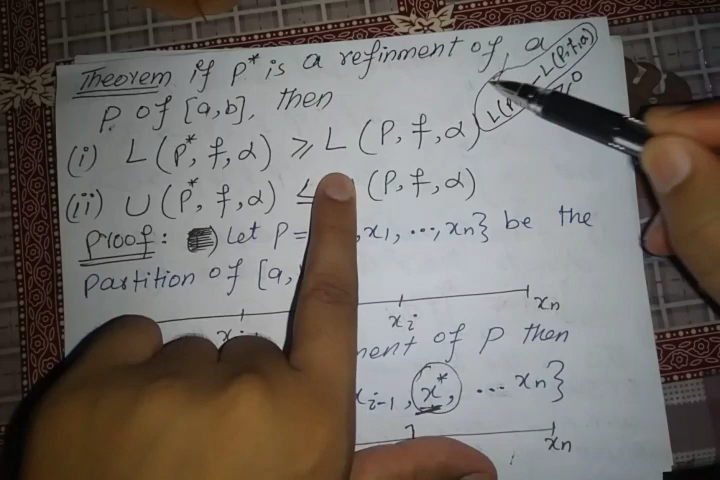 Theorem if P* is a refinment of a
P of [a,b], then
(i) L(P*, f, α) ⩾ L(P, f, α)
(ii) U(P*, f, α) (P, f, α)
Proof: Let P= x1, ..., xn} be the
partition of [a,
xi xn
of P then
xi-1, x*, ... xn}
xn